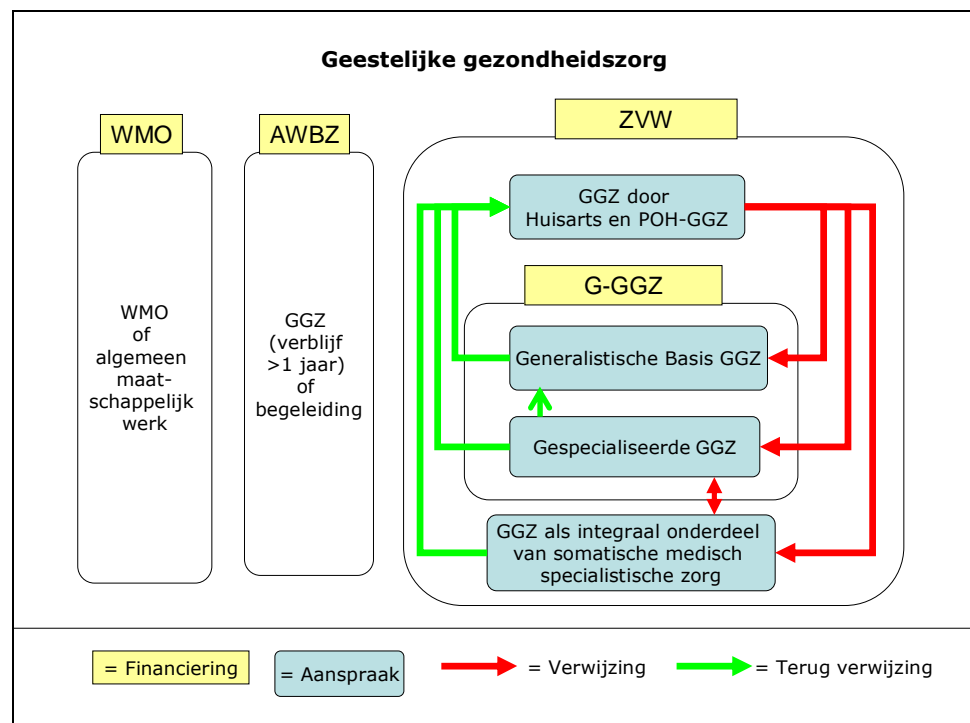 Geestelijke gezondheidszorg
WMO
AWBZ
ZVW
WMO
of
algemeen
maat-
schappelijk
werk
GGZ
(verblijf
>1 jaar)
of
begeleiding
GGZ door
Huisarts en POH-GGZ
G-GGZ
Generalistische Basis GGZ
Gespecialiseerde GGZ
GGZ als integraal onderdeel
van somatische medisch
specialistische zorg
= Financiering
= Aanspraak
= Verwijzing
= Terug verwijzing